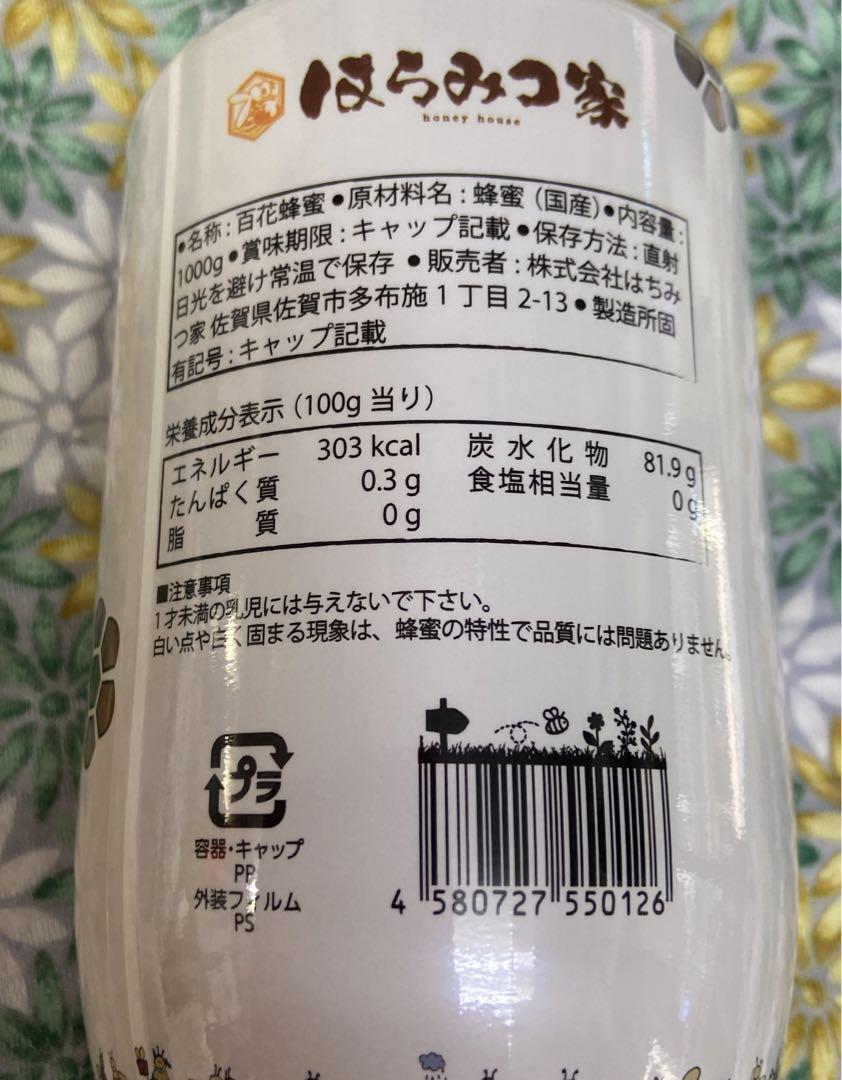 はちみつ家
honey house
●名称:百花蜂蜜●原材料名:蜂蜜(国産)●内容量:
1000g●賞味期限:キャップ記載●保存方法:直射
日光を避け常温で保存 ●販売者:株式会社はちみ
つ家 佐賀県佐賀市多布施1丁目2-13●製造所固
有記号:キャップ記載
栄養成分表示(100g当り)
エネルギー 303 kcal 炭水化物 81.9 g
たんぱく質 0.3 g 食塩相当量 0 g
脂質 0 g
■注意事項
1才未満の乳児には与えないで下さい。
白い点や白く固まる現象は、蜂蜜の特性で品質には問題ありません。
プラ
容器・キャップ
PP
外装フィルム
PS
4 580727 550126